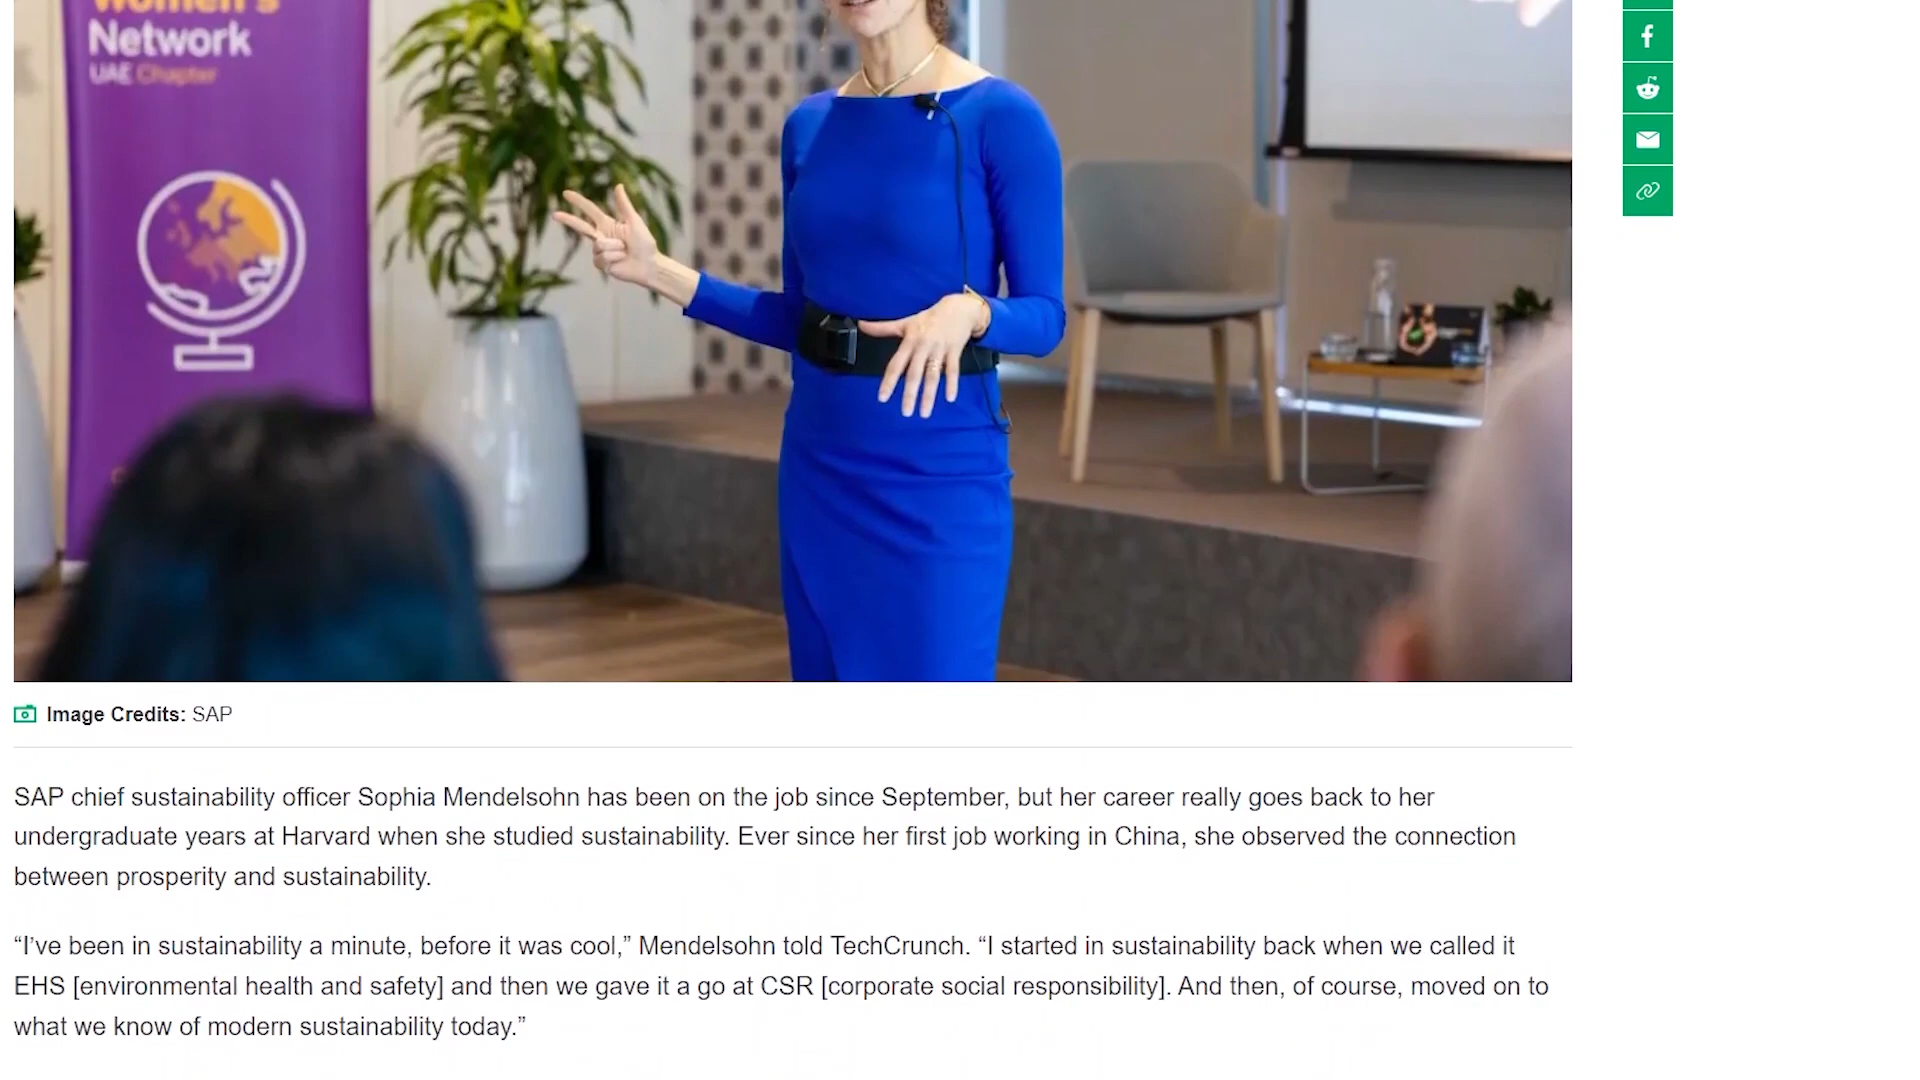 Women's
Network
UAE Chapter
Image Credits: SAP
SAP chief sustainability officer Sophia Mendelsohn has been on the job since September, but her career really goes back to her
undergraduate years at Harvard when she studied sustainability. Ever since her first job working in China, she observed the connection
between prosperity and sustainability.
“I’ve been in sustainability a minute, before it was cool,” Mendelsohn told TechCrunch. “I started in sustainability back when we called it
EHS [environmental health and safety] and then we gave it a go at CSR [corporate social responsibility]. And then, of course, moved on to
what we know of modern sustainability today.”